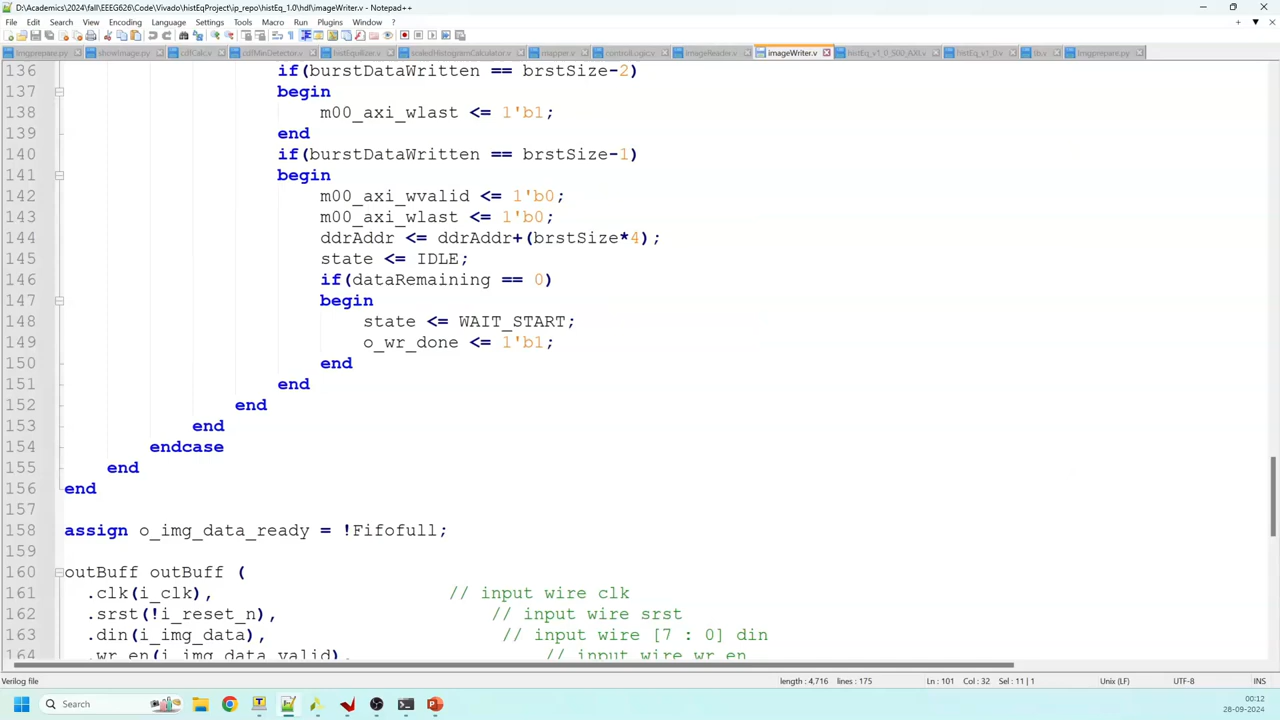 D:\Academics\2024\fall\EEEG626\Code\Vivado\histEqProject\ip_repo\histEq_1.0\hdl\imageWriter.v - Notepad++
File Edit Search View Encoding Language Settings Tools Macro Run Plugins Window ?
imgprepare.py showImage.py cdfCalc.v cdfMinDetector.v histEqulizer.v scaledHistogramCalculator.v mapper.v controlLogic.v imageReader.v imageWriter.v histEq_v1_0_S00_AXI.v histEq_v1_0.v tb.v imgprepare.py
136 if(burstDataWritten == brstSize-2)
137 begin
138 m00_axi_wlast <= 1'b1;
139 end
140 if(burstDataWritten == brstSize-1)
141 begin
142 m00_axi_wvalid <= 1'b0;
143 m00_axi_wlast <= 1'b0;
144 ddrAddr <= ddrAddr+(brstSize*4);
145 state <= IDLE;
146 if(dataRemaining == 0)
147 begin
148 state <= WAIT_START;
149 o_wr_done <= 1'b1;
150 end
151 end
152 end
153 end
154 endcase
155 end
156 end
157
158 assign o_img_data_ready = !Fifofull;
159
160 outBuff outBuff (
161 .clk(i_clk), // input wire clk
162 .srst(!i_reset_n), // input wire srst
163 .din(i_img_data), // input wire [7 : 0] din
164 .wr_en(i_img_data_valid), // input wire wr_en
Verilog file length : 4,716 lines : 175 Ln : 101 Col : 32 Sel : 11 | 1 Unix (LF) UTF-8 INS
Search
00:12
28-09-2024